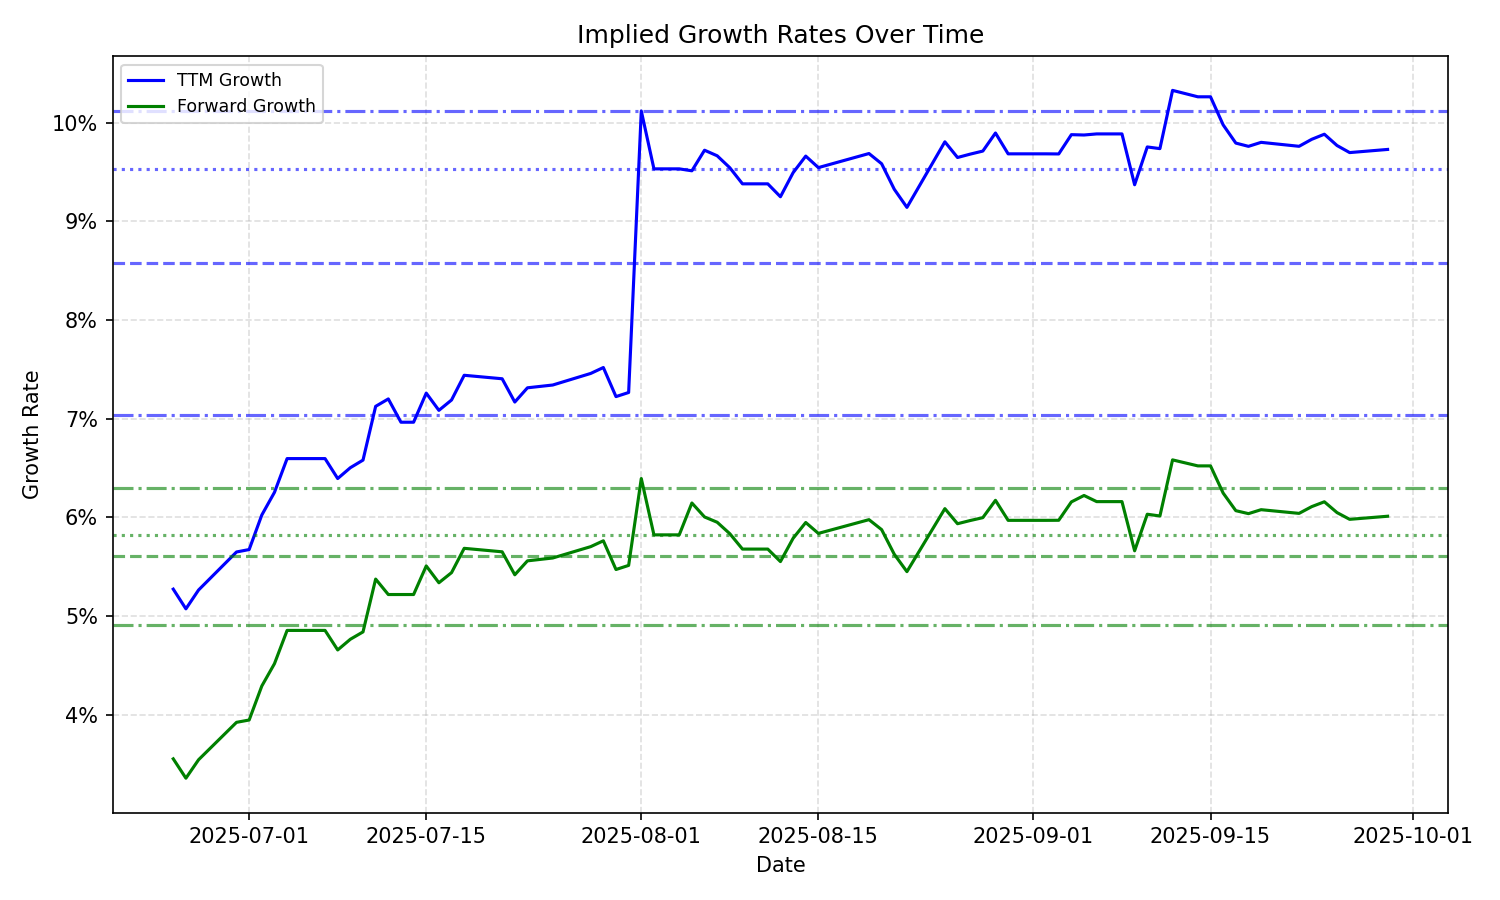 Implied Growth Rates Over Time
TTM Growth
Forward Growth
Growth Rate
10%
9%
8%
7%
6%
5%
4%
2025-07-01
2025-07-15
2025-08-01
2025-08-15
2025-09-01
2025-09-15
2025-10-01
Date